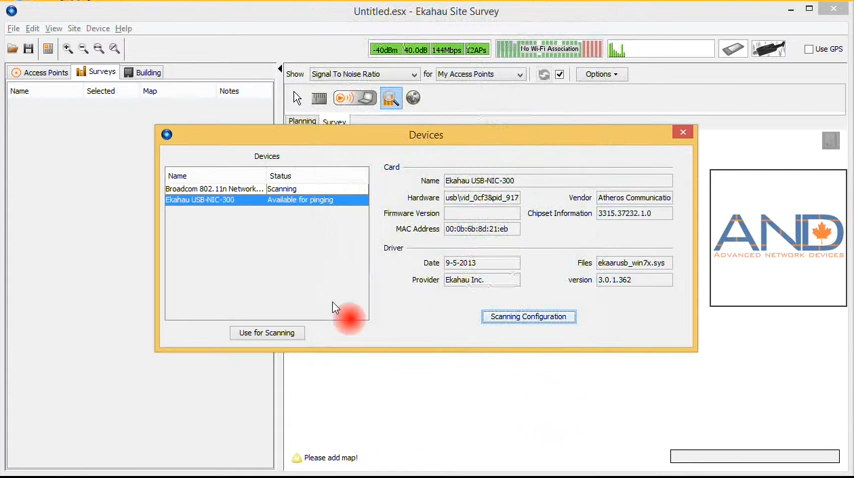 Untitled.esx - Ekahau Site Survey
File Edit View Site Device Help
-40dBm 40.0dB 144Mbps X2APs No Wi-Fi Association Use GPS
Access Points Surveys Building
Show Signal To Noise Ratio for My Access Points Options
Name Selected Map Notes
Planning Survey
Devices
Devices
Name Status
Broadcom 802.11n Network... Scanning
Ekahau USB-NIC-300 Available for pinging
Use for Scanning
Card
Name Ekahau USB-NIC-300
Hardware usb\vid_0cf3&pid_917 Vendor Atheros Communicatio
Firmware Version Chipset Information 3315.37232.1.0
MAC Address 00:0b:6b:8d:21:eb
Driver
Date 9-5-2013 Files ekaarusb_win7x.sys
Provider Ekahau Inc. version 3.0.1.362
Scanning Configuration
AND
ADVANCED NETWORK DEVICES
Please add map!